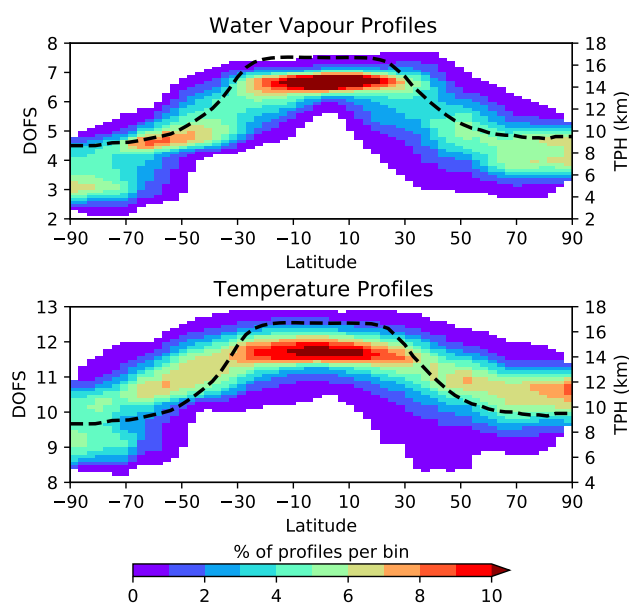 Water Vapour Profiles
8 18
7 16
14
6 12
5 10
4 8
6
3 4
2 2
DOFS
TPH (km)
−90 −70 −50 −30 −10 10 30 50 70 90
Latitude
Temperature Profiles
13 18
12 16
14
11 12
10 10
9 8
6
8 4
DOFS
TPH (km)
−90 −70 −50 −30 −10 10 30 50 70 90
Latitude
% of profiles per bin
0 2 4 6 8 10